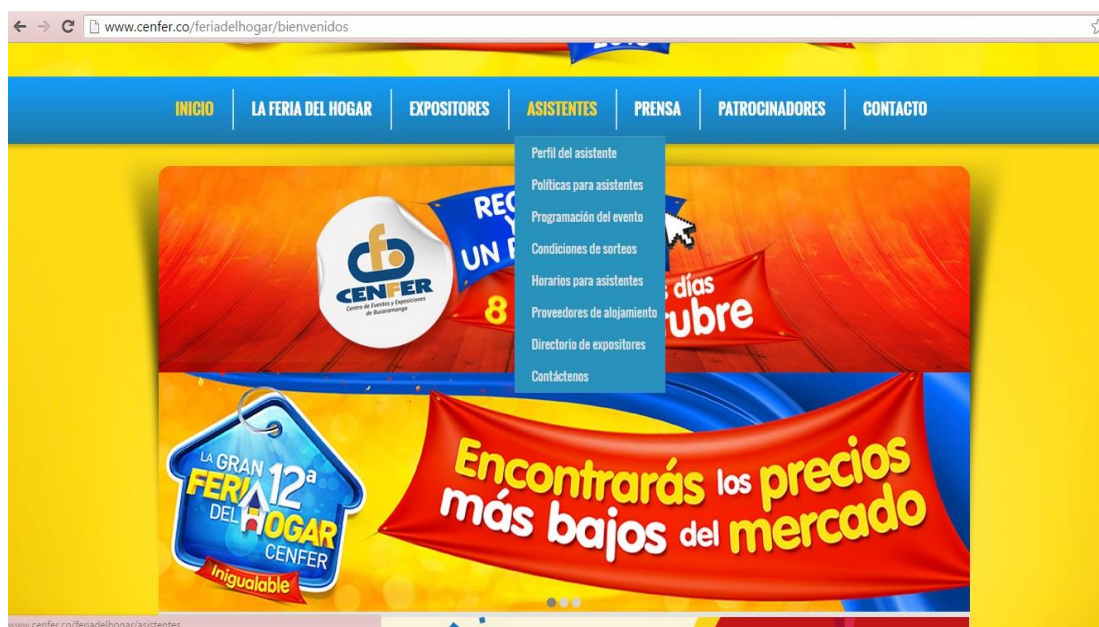 www.cenfer.co/feriadelhogar/bienvenidos
INICIO
LA FERIA DEL HOGAR
EXPOSITORES
ASISTENTES
PRENSA
PATROCINADORES
CONTACTO
Perfil del asistente
Políticas para asistentes
Programación del evento
Condiciones de sorteos
Horarios para asistentes
Proveedores de alojamiento
Directorio de expositores
Contáctenos
UN
8
días
CENFER
Centro de Eventos y Exposiciones
de Bucaramanga
LA GRAN 12ª
FERIA
DEL HOGAR
CENFER
Inigualable
Encontrarás los precios
más bajos del mercado
www.cenfer.co/feriadelhogar/asistentes